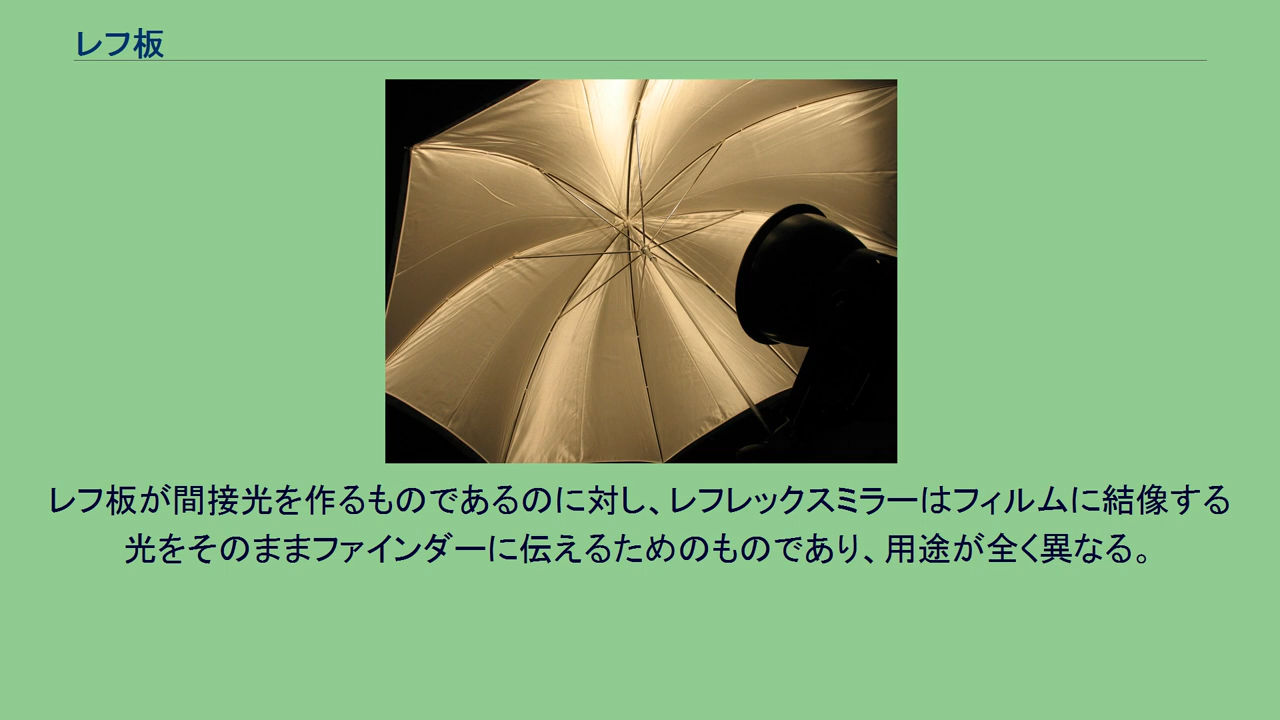 レフ板
レフ板が間接光を作るものであるのに対し、レフレックスミラーはフィルムに結像する
光をそのままファインダーに伝えるためのものであり、用途が全く異なる。